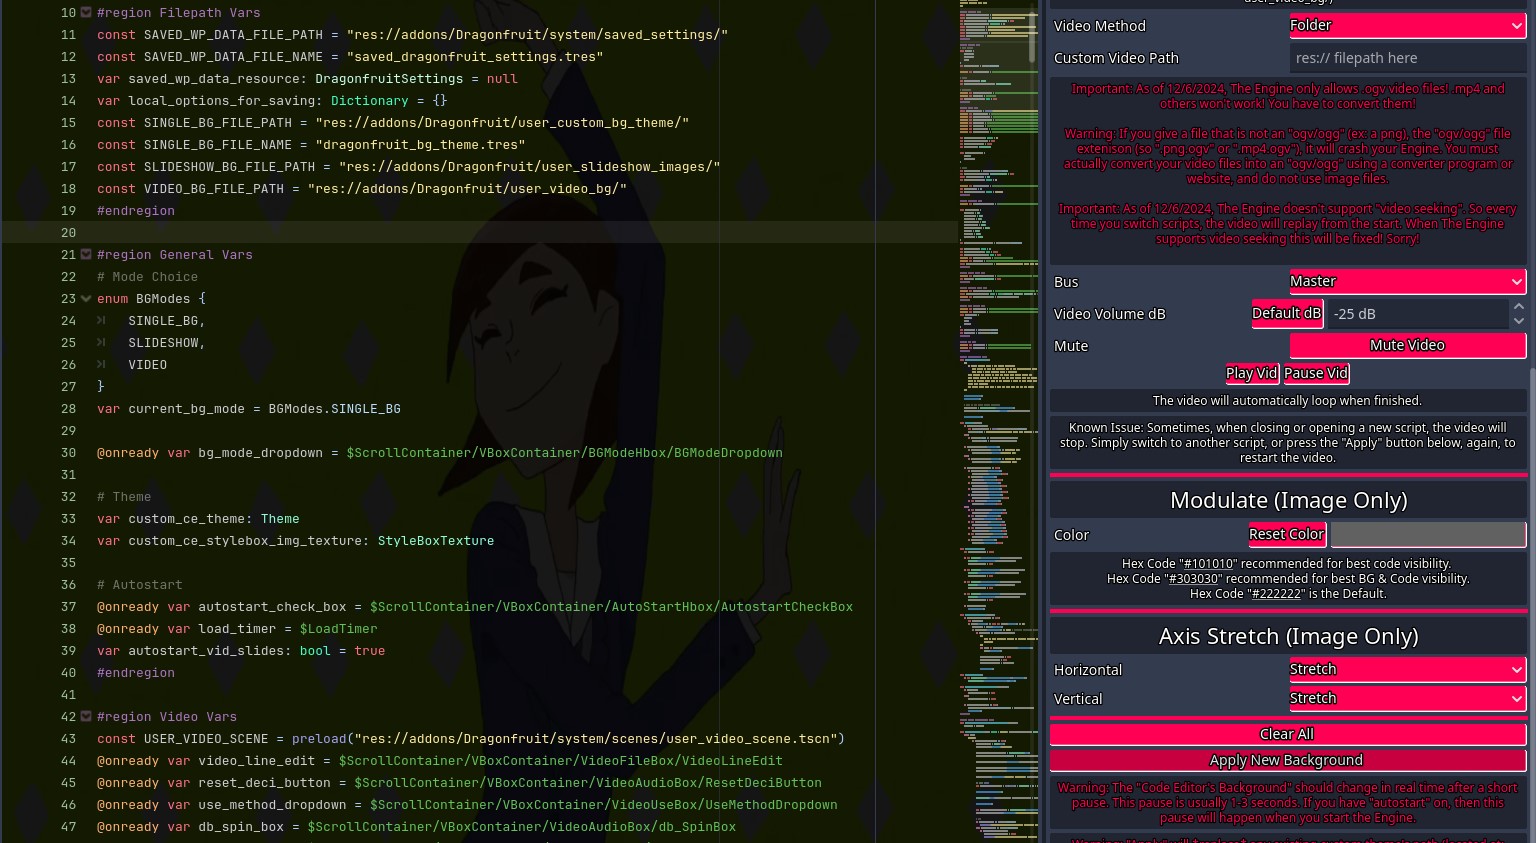 10 #region Filepath Vars
11 const SAVED_WP_DATA_FILE_PATH = "res://addons/Dragonfruit/system/saved_settings/"
12 const SAVED_WP_DATA_FILE_NAME = "saved_dragonfruit_settings.tres"
13 var saved_wp_data_resource: DragonfruitSettings = null
14 var local_options_for_saving: Dictionary = {}
15 const SINGLE_BG_FILE_PATH = "res://addons/Dragonfruit/user_custom_bg_theme/"
16 const SINGLE_BG_FILE_NAME = "dragonfruit_bg_theme.tres"
17 const SLIDESHOW_BG_FILE_PATH = "res://addons/Dragonfruit/user_slideshow_images/"
18 const VIDEO_BG_FILE_PATH = "res://addons/Dragonfruit/user_video_bg/"
19 #endregion
20
21 #region General Vars
22 # Mode Choice
23 enum BGModes {
24 SINGLE_BG,
25 SLIDESHOW,
26 VIDEO
27 }
28 var current_bg_mode = BGModes.SINGLE_BG
29
30 @onready var bg_mode_dropdown = $ScrollContainer/VBoxContainer/BGModeHbox/BGModeDropdown
31
32 # Theme
33 var custom_ce_theme: Theme
34 var custom_ce_stylebox_img_texture: StyleBoxTexture
35
36 # Autostart
37 @onready var autostart_check_box = $ScrollContainer/VBoxContainer/AutoStartHbox/AutostartCheckBox
38 @onready var load_timer = $LoadTimer
39 var autostart_vid_slides: bool = true
40 #endregion
41
42 #region Video Vars
43 const USER_VIDEO_SCENE = preload("res://addons/Dragonfruit/system/scenes/user_video_scene.tscn")
44 @onready var video_line_edit = $ScrollContainer/VBoxContainer/VideoFileBox/VideoLineEdit
45 @onready var reset_deci_button = $ScrollContainer/VBoxContainer/VideoAudioBox/ResetDeciButton
46 @onready var use_method_dropdown = $ScrollContainer/VBoxContainer/VideoUseBox/UseMethodDropdown
47 @onready var db_spin_box = $ScrollContainer/VBoxContainer/VideoAudioBox/db_SpinBox
user_video_bg/)
Video Method Folder
Custom Video Path res:// filepath here
Important: As of 12/6/2024, The Engine only allows .ogv video files! .mp4 and
others won't work! You have to convert them!
Warning: If you give a file that is not an "ogv/ogg" (ex: a png), the "ogv/ogg" file
extenison (so ".png.ogv" or ".mp4.ogv"), it will crash your Engine. You must
actually convert your video files into an "ogv/ogg" using a converter program or
website, and do not use image files.
Important: As of 12/6/2024, The Engine doesn't support "video seeking". So every
time you switch scripts, the video will replay from the start. When The Engine
supports video seeking this will be fixed! Sorry!
Bus Master
Video Volume dB Default dB -25 dB
Mute Mute Video
Play Vid Pause Vid
The video will automatically loop when finished.
Known Issue: Sometimes, when closing or opening a new script, the video will
stop. Simply switch to another script, or press the "Apply" button below, again, to
restart the video.
Modulate (Image Only)
Color Reset Color
Hex Code "#101010" recommended for best code visibility.
Hex Code "#303030" recommended for best BG & Code visibility.
Hex Code "#222222" is the Default.
Axis Stretch (Image Only)
Horizontal Stretch
Vertical Stretch
Clear All
Apply New Background
Warning: The "Code Editor's Background" should change in real time after a short
pause. This pause is usually 1-3 seconds. If you have "autostart" on, then this
pause will happen when you start the Engine.